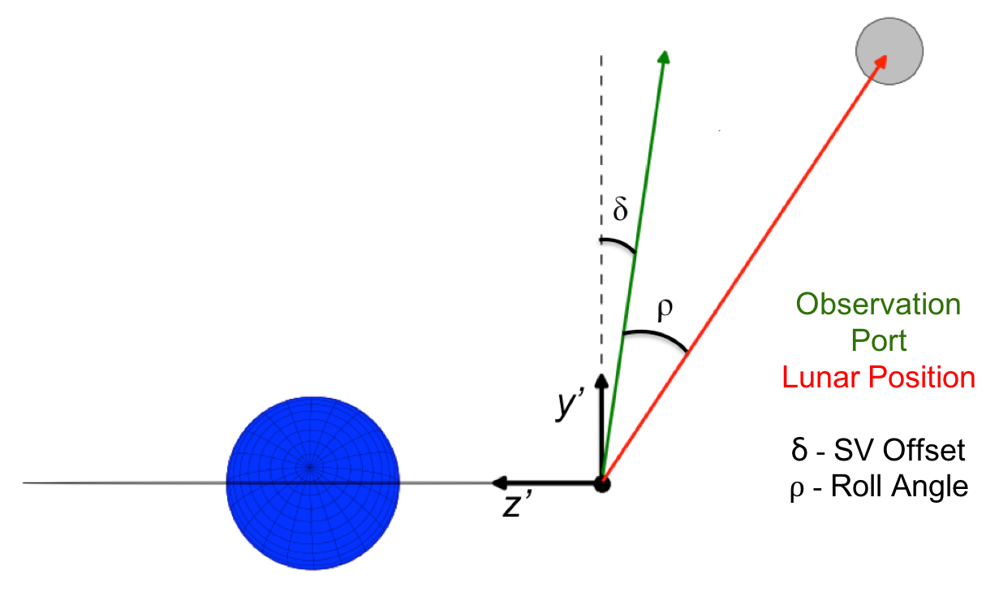 δ
ρ
y’
z’
Observation
Port
Lunar Position
δ - SV Offset
ρ - Roll Angle